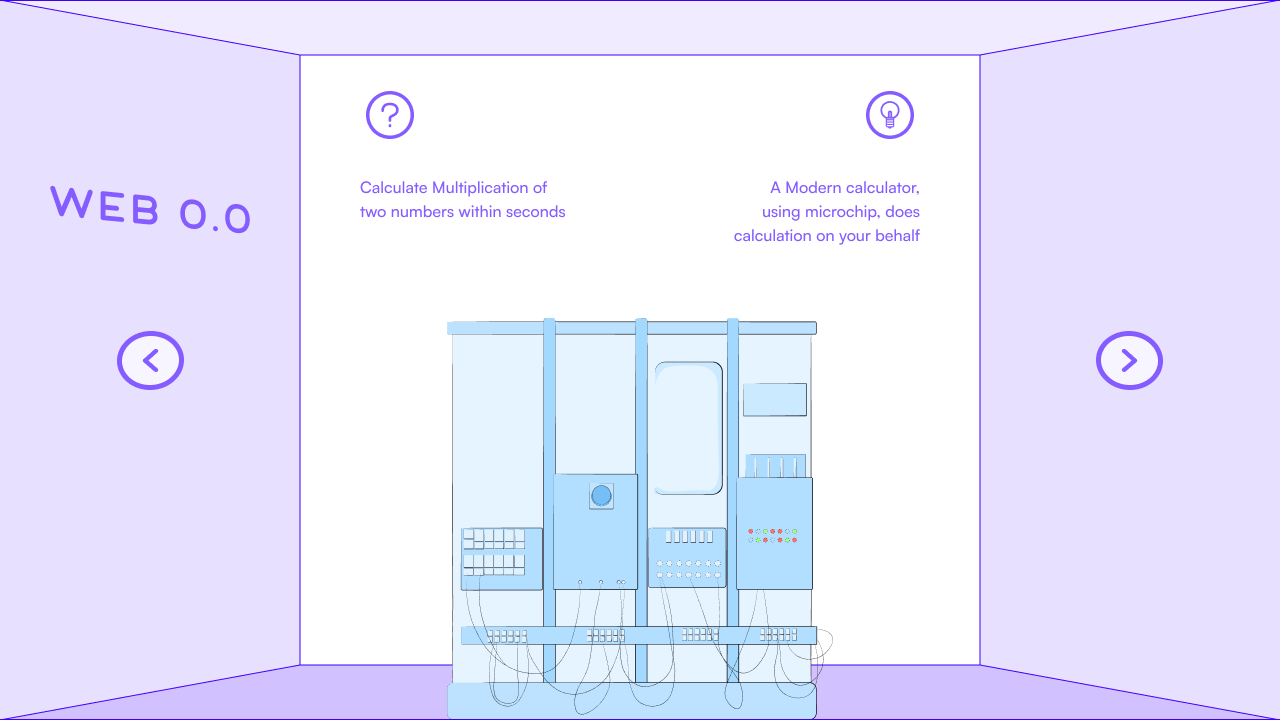 WEB 0.0
Calculate Multiplication of
two numbers within seconds
A Modern calculator,
using microchip, does
calculation on your behalf